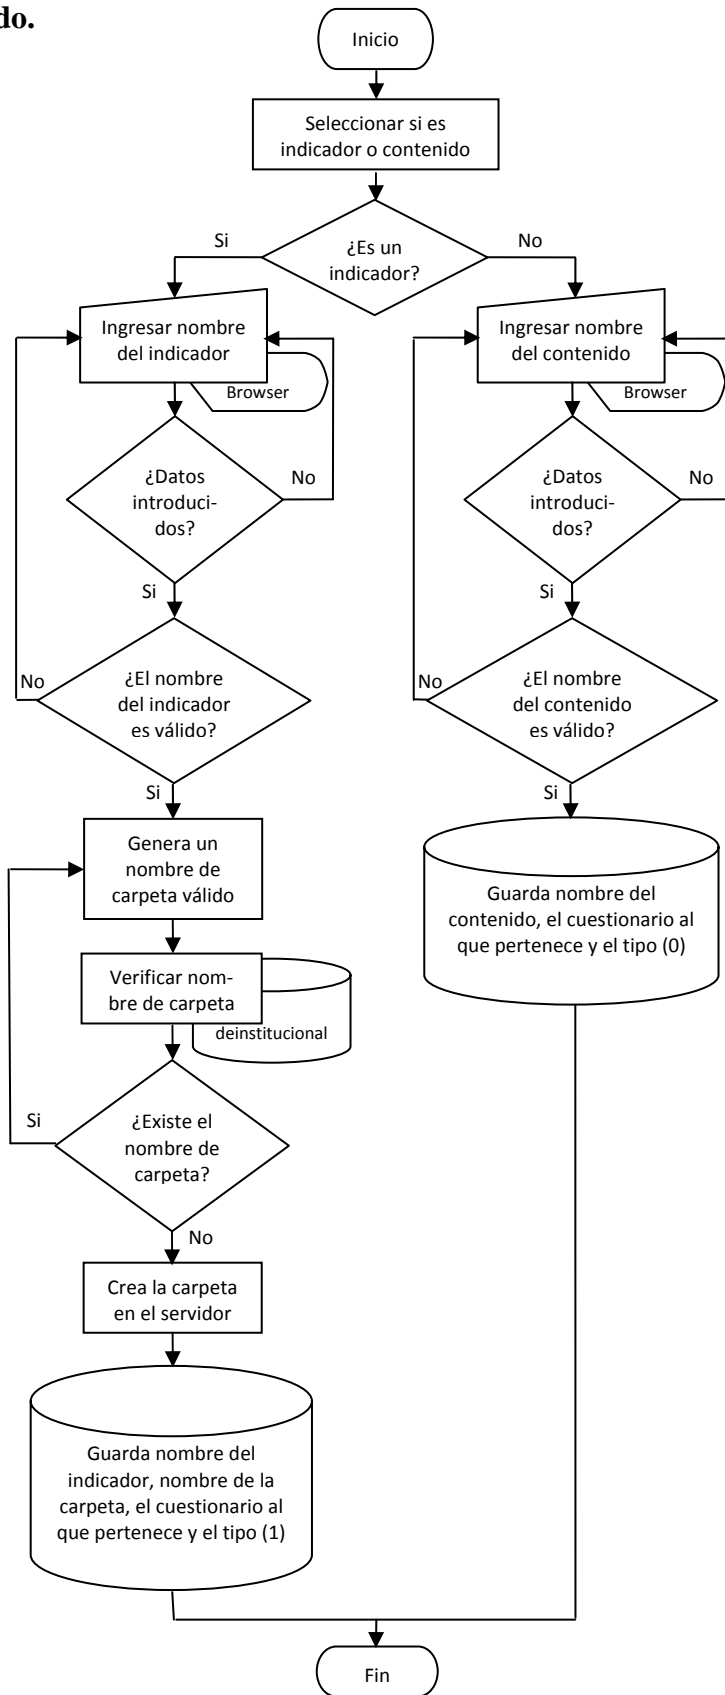 do.
Inicio
Seleccionar si es
indicador o contenido
¿Es un
indicador?
Si
No
Ingresar nombre
del indicador
Browser
¿Datos
introduci-
dos?
No
Si
¿El nombre
del indicador
es válido?
No
Si
Genera un
nombre de
carpeta válido
Verificar nom-
bre de carpeta
deinstitucional
¿Existe el
nombre de
carpeta?
Si
No
Crea la carpeta
en el servidor
Guarda nombre del
indicador, nombre de la
carpeta, el cuestionario al
que pertenece y el tipo (1)
Ingresar nombre
del contenido
Browser
¿Datos
introduci-
dos?
No
Si
¿El nombre
del contenido
es válido?
No
Si
Guarda nombre del
contenido, el cuestionario al
que pertenece y el tipo (0)
Fin